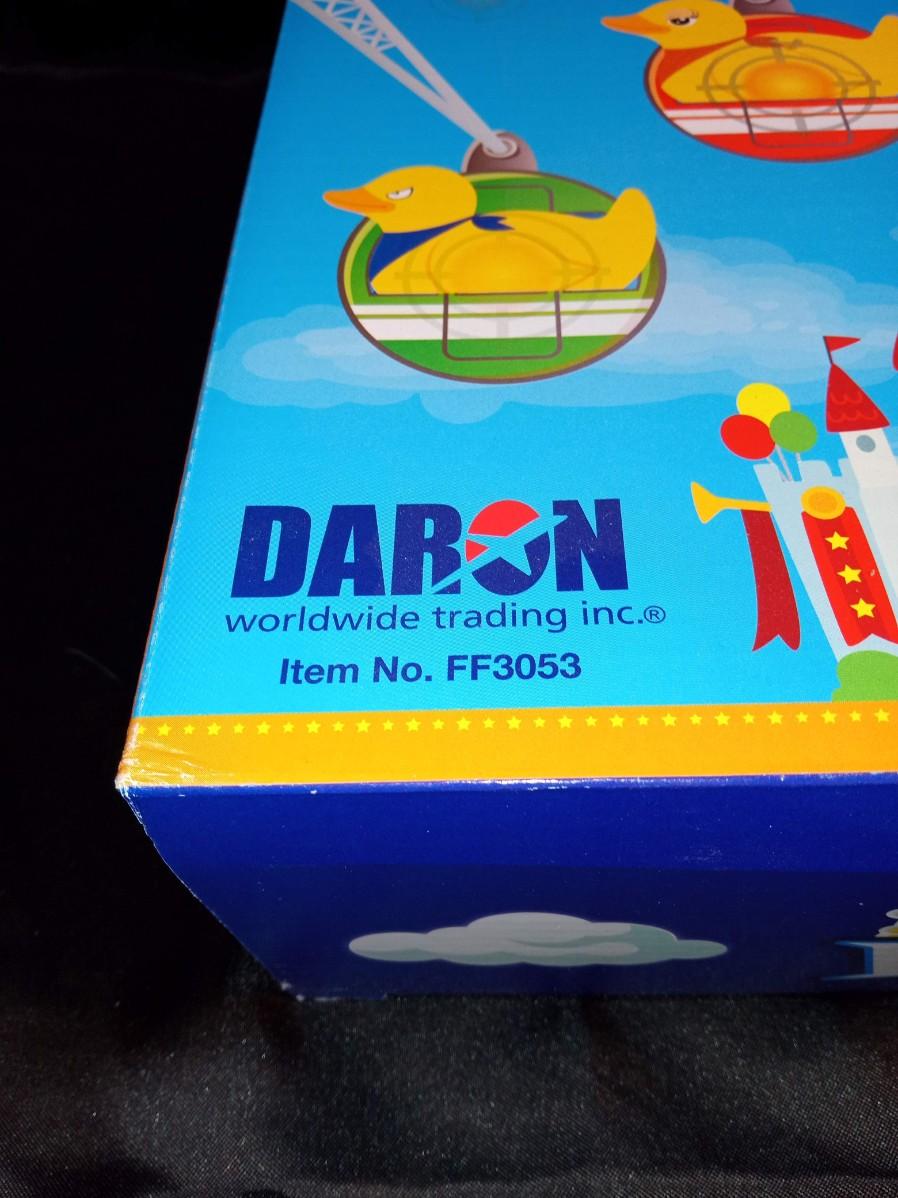 DARON
worldwide trading inc.®
Item No. FF3053